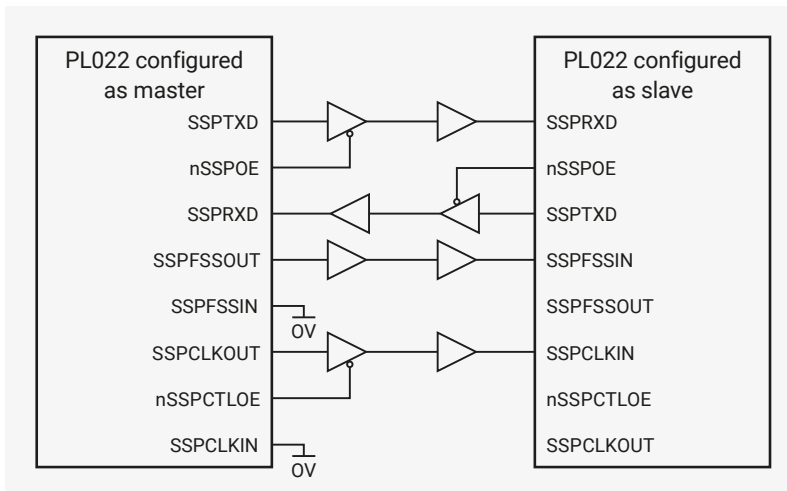 PL022 configured
as master
PL022 configured
as slave
SSPTXD
SSPRXD
nSSPOE
nSSPOE
SSPRXD
SSPTXD
SSPFSSOUT
SSPFSSIN
SSPFSSIN
0V
SSPFSSOUT
SSPCLKOUT
SSPCLKIN
nSSPCTLOE
nSSPCTLOE
SSPCLKIN
0V
SSPCLKOUT